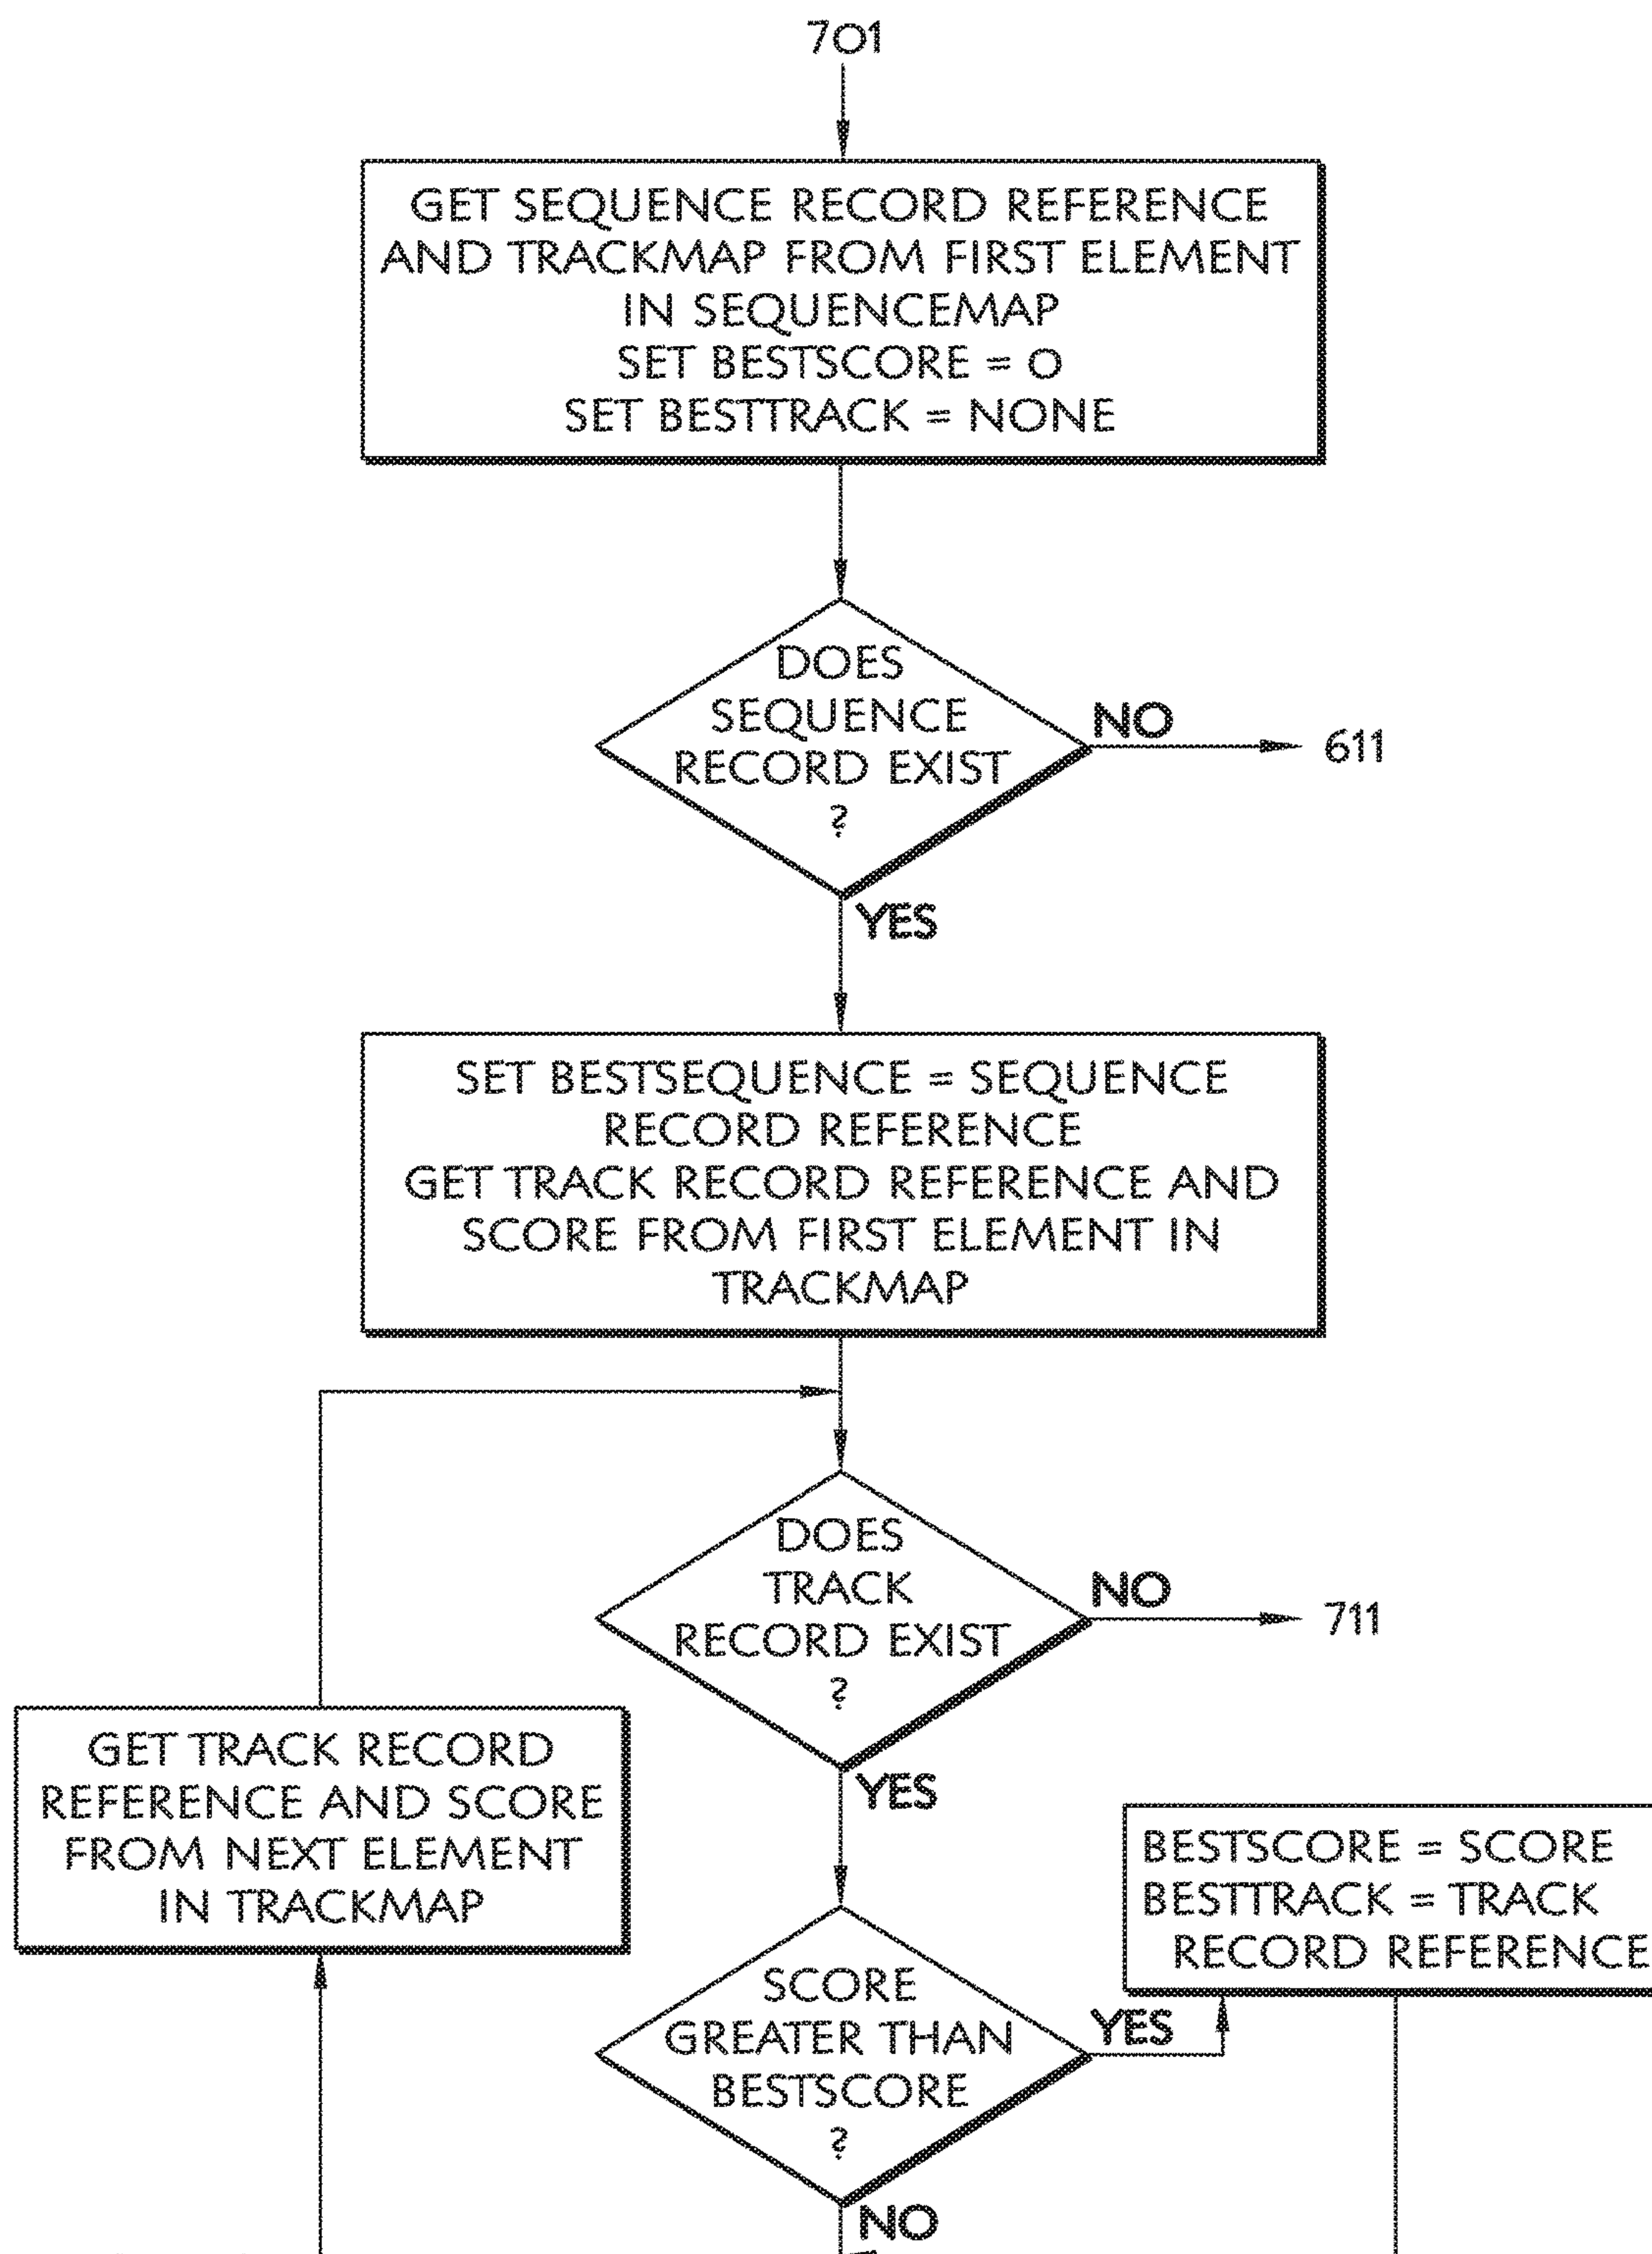 701
GET SEQUENCE RECORD REFERENCE
AND TRACKMAP FROM FIRST ELEMENT
IN SEQUENCEMAP
SET BESTSCORE = 0
SET BESTTRACK = NONE
DOES
SEQUENCE
RECORD EXIST
?
NO
611
YES
SET BESTSEQUENCE = SEQUENCE
RECORD REFERENCE
GET TRACK RECORD REFERENCE AND
SCORE FROM FIRST ELEMENT IN
TRACKMAP
DOES
TRACK
RECORD EXIST
?
NO
711
YES
GET TRACK RECORD
REFERENCE AND SCORE
FROM NEXT ELEMENT
IN TRACKMAP
BESTSCORE = SCORE
BESTTRACK = TRACK
RECORD REFERENCE
SCORE
GREATER THAN
BESTSCORE
?
YES
NO